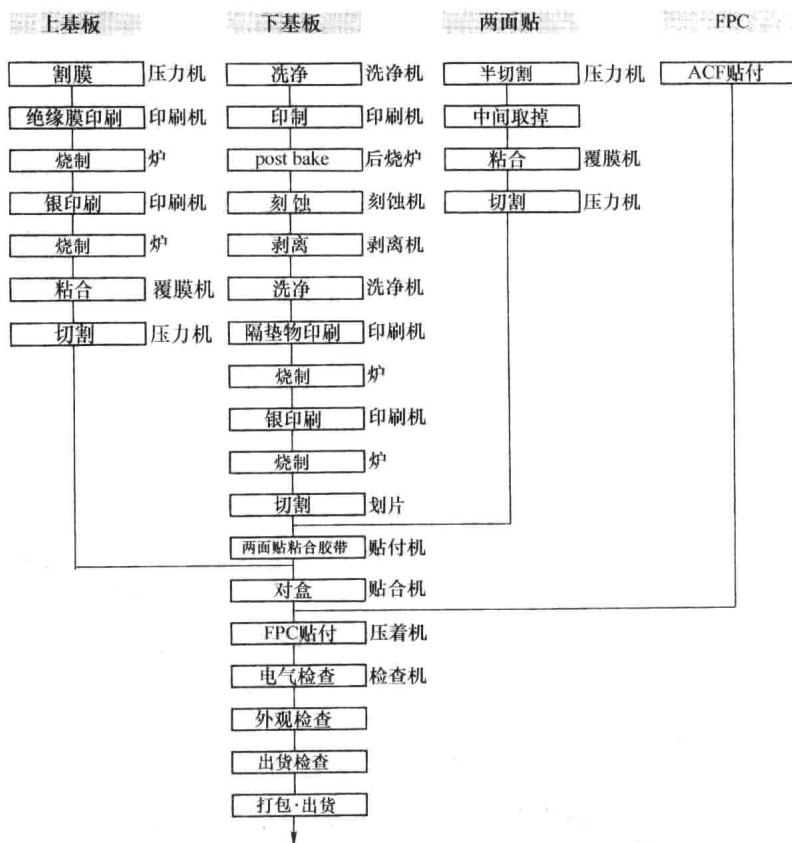 上基板 下基板 两面贴 FPC
割膜 压力机 洗净 洗净机 半切割 压力机 ACF贴付
绝缘膜印刷 印刷机 印制 印刷机 中间取掉
烧制 炉 post bake 后烧炉 粘合 覆膜机
银印刷 印刷机 刻蚀 刻蚀机 切割 压力机
烧制 炉 剥离 剥离机
粘合 覆膜机 洗净 洗净机
切割 压力机 隔垫物印刷 印刷机
烧制 炉
银印刷 印刷机
烧制 炉
切割 划片
两面贴粘合胶带 贴付机
对盒 贴合机
FPC贴付 压着机
电气检查 检查机
外观检查
出货检查
打包·出货